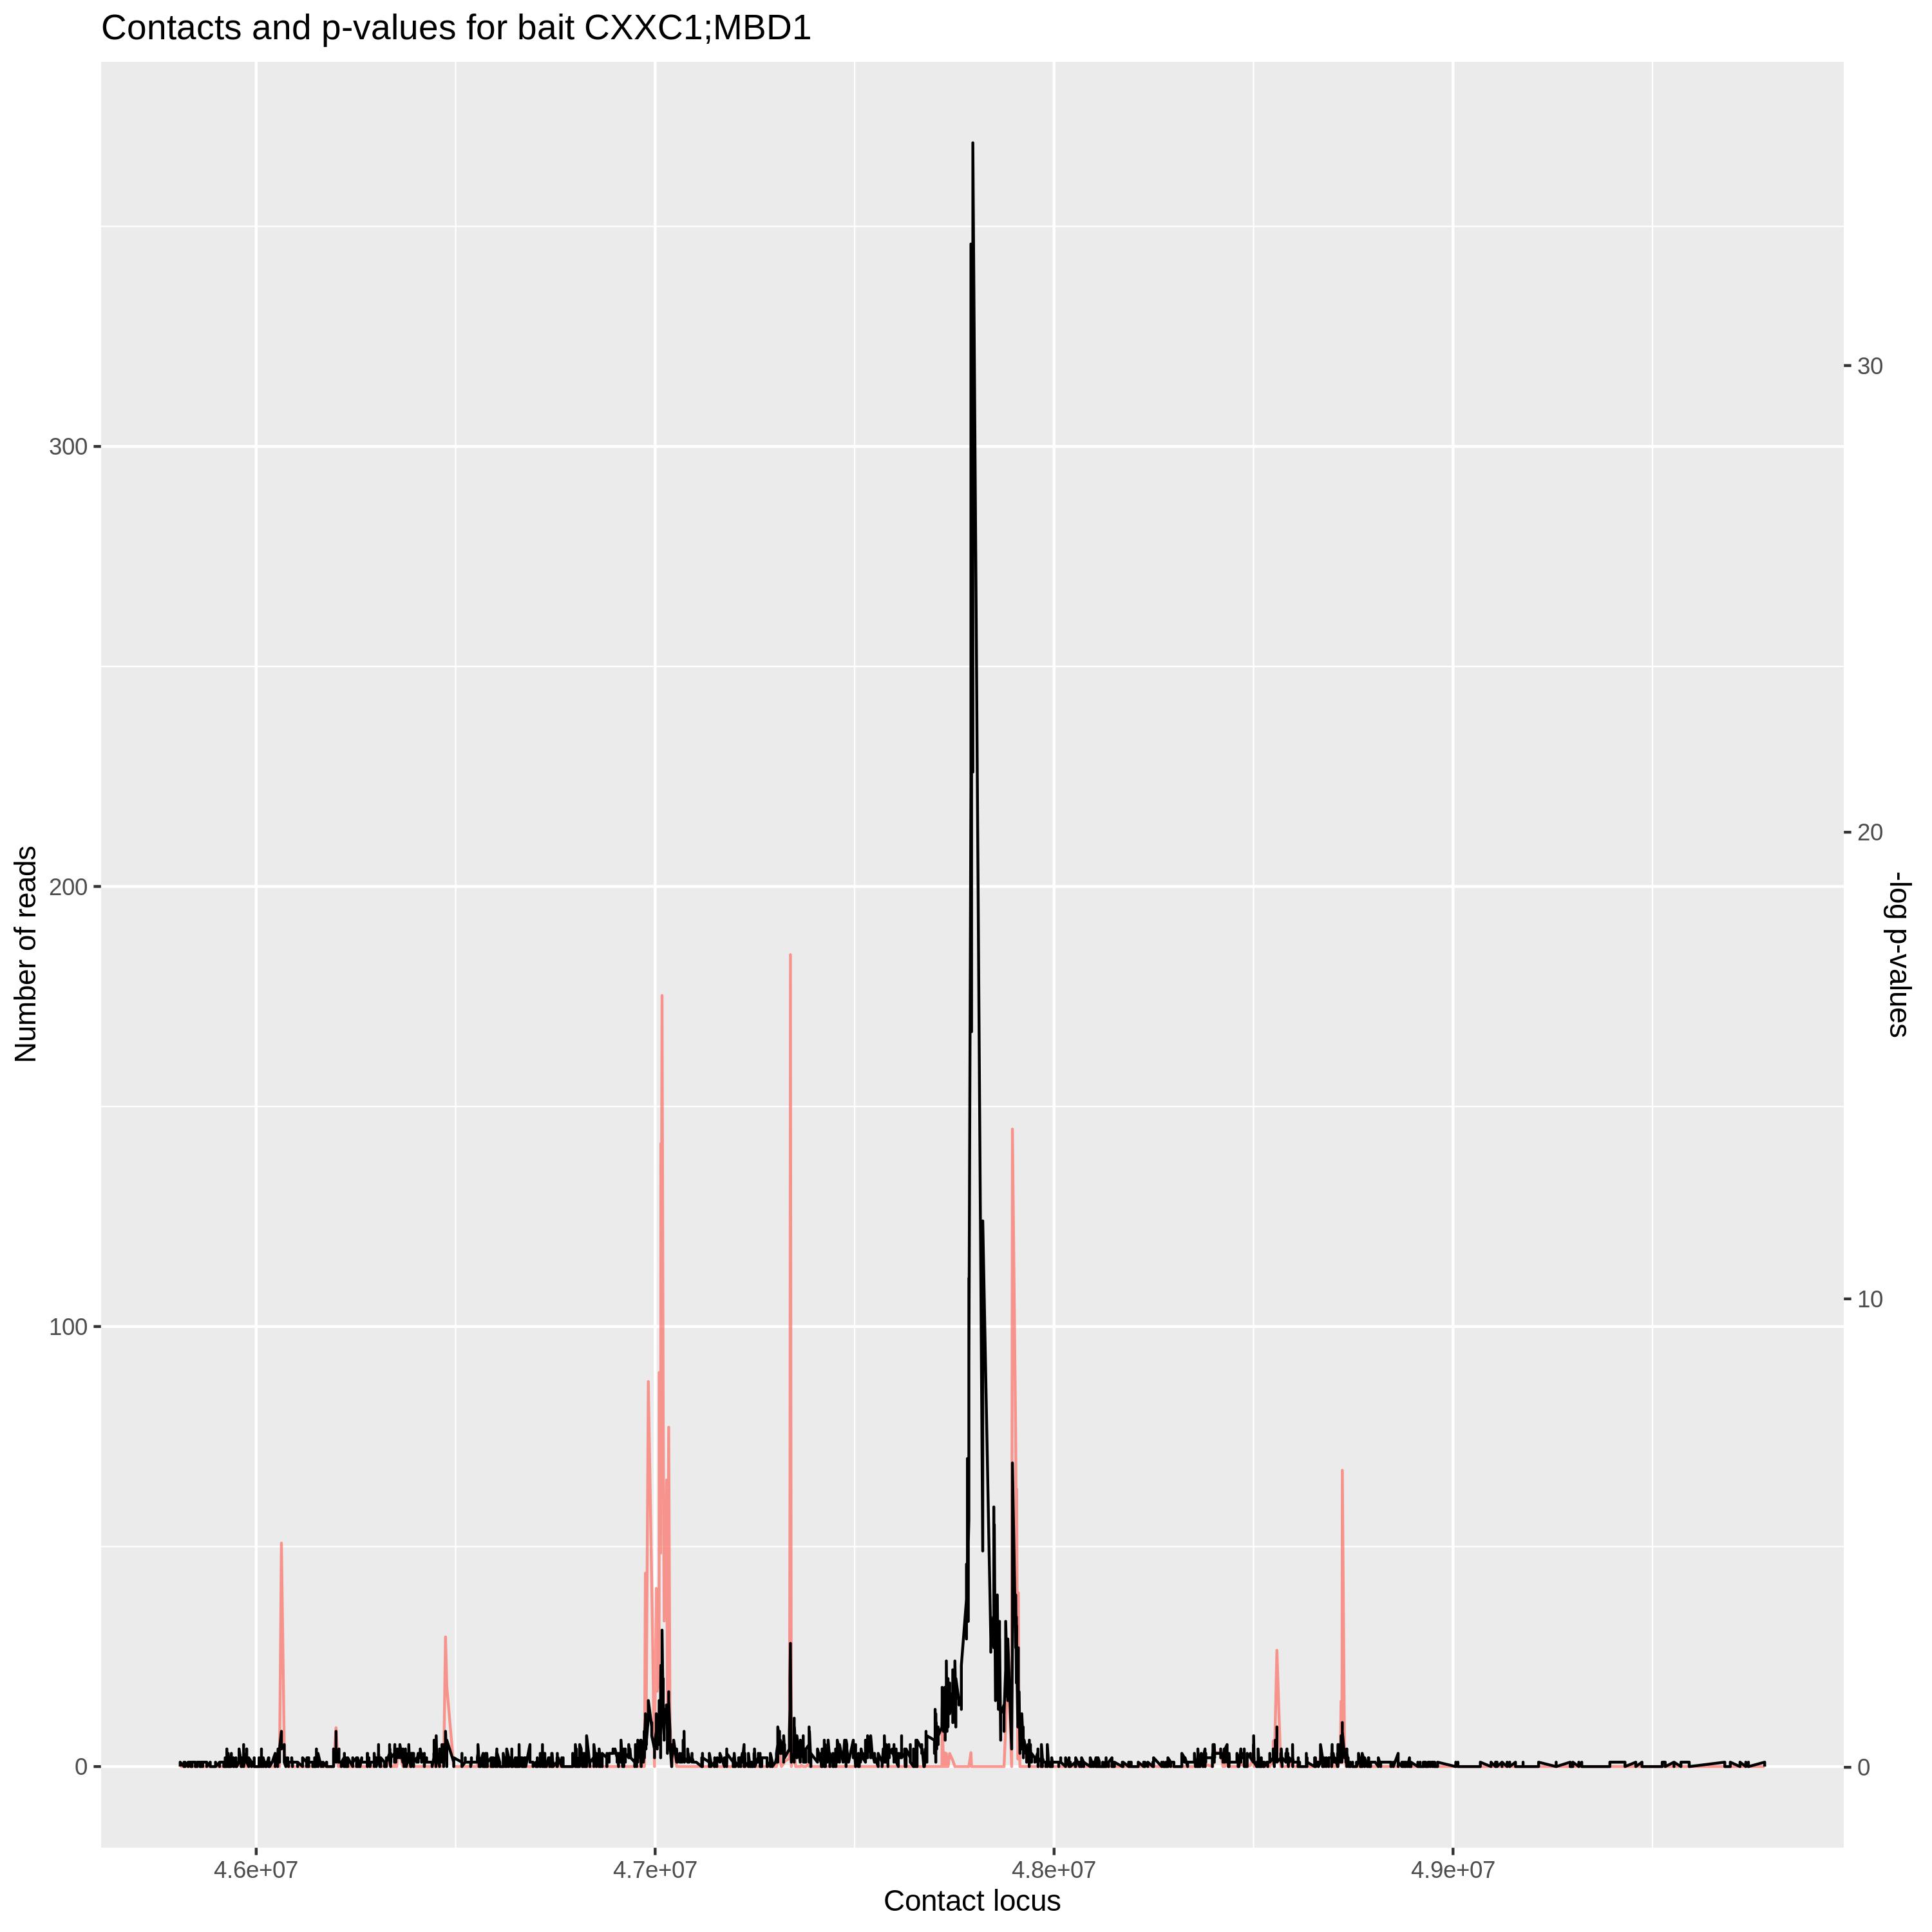 Contacts and p-values for bait CXXC1;MBD1
Number of reads
300
200
100
0
30
20
10
0
-log p-values
4.6e+07 4.7e+07 4.8e+07 4.9e+07
Contact locus